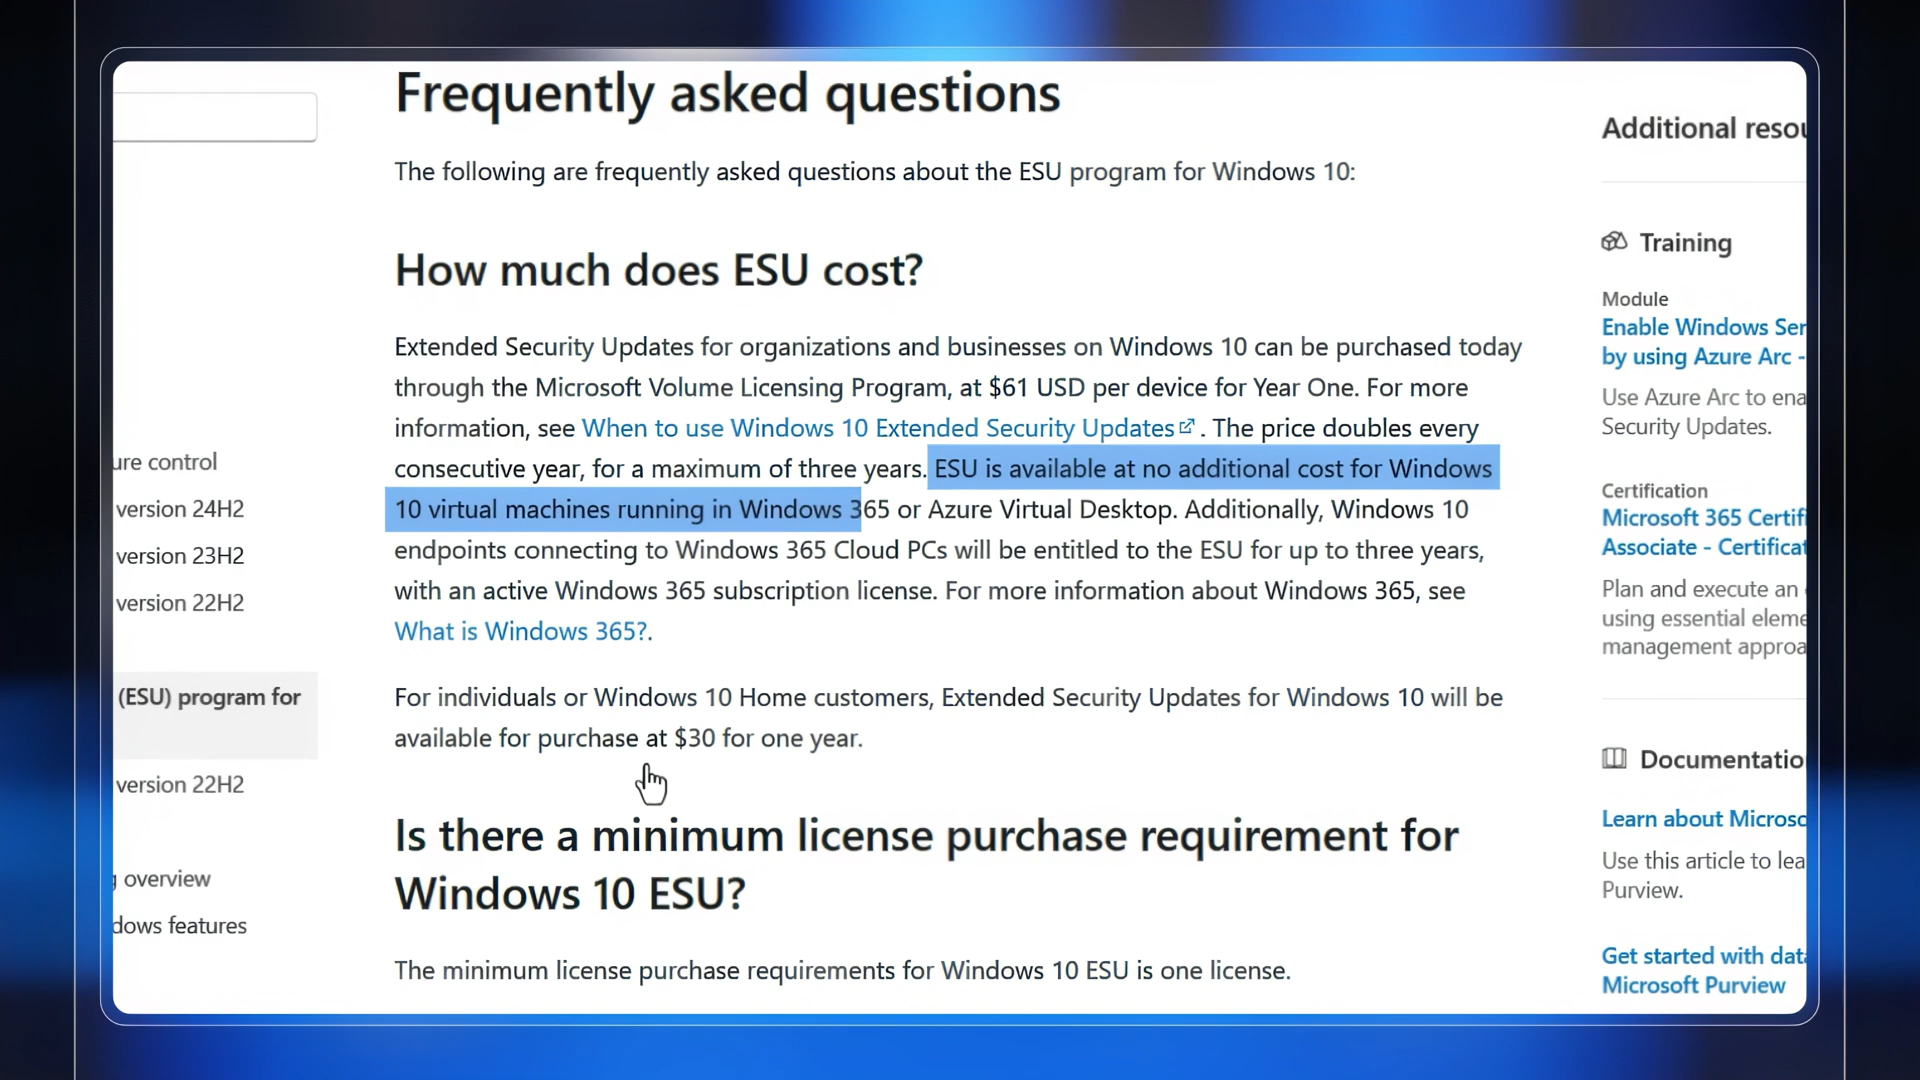 Frequently asked questions
The following are frequently asked questions about the ESU program for Windows 10:
How much does ESU cost?
Extended Security Updates for organizations and businesses on Windows 10 can be purchased today
through the Microsoft Volume Licensing Program, at $61 USD per device for Year One. For more
information, see When to use Windows 10 Extended Security Updates. The price doubles every
consecutive year, for a maximum of three years. ESU is available at no additional cost for Windows
10 virtual machines running in Windows 365 or Azure Virtual Desktop. Additionally, Windows 10
endpoints connecting to Windows 365 Cloud PCs will be entitled to the ESU for up to three years,
with an active Windows 365 subscription license. For more information about Windows 365, see
What is Windows 365?.
For individuals or Windows 10 Home customers, Extended Security Updates for Windows 10 will be
available for purchase at $30 for one year.
Is there a minimum license purchase requirement for
Windows 10 ESU?
The minimum license purchase requirements for Windows 10 ESU is one license.
ure control
version 24H2
version 23H2
version 22H2
(ESU) program for
version 22H2
overview
dows features
Additional resou
Training
Module
Enable Windows Ser
by using Azure Arc -
Use Azure Arc to ena
Security Updates.
Certification
Microsoft 365 Certifi
Associate - Certificat
Plan and execute an
using essential eleme
management approa
Documentatio
Learn about Microsc
Use this article to lea
Purview.
Get started with data
Microsoft Purview